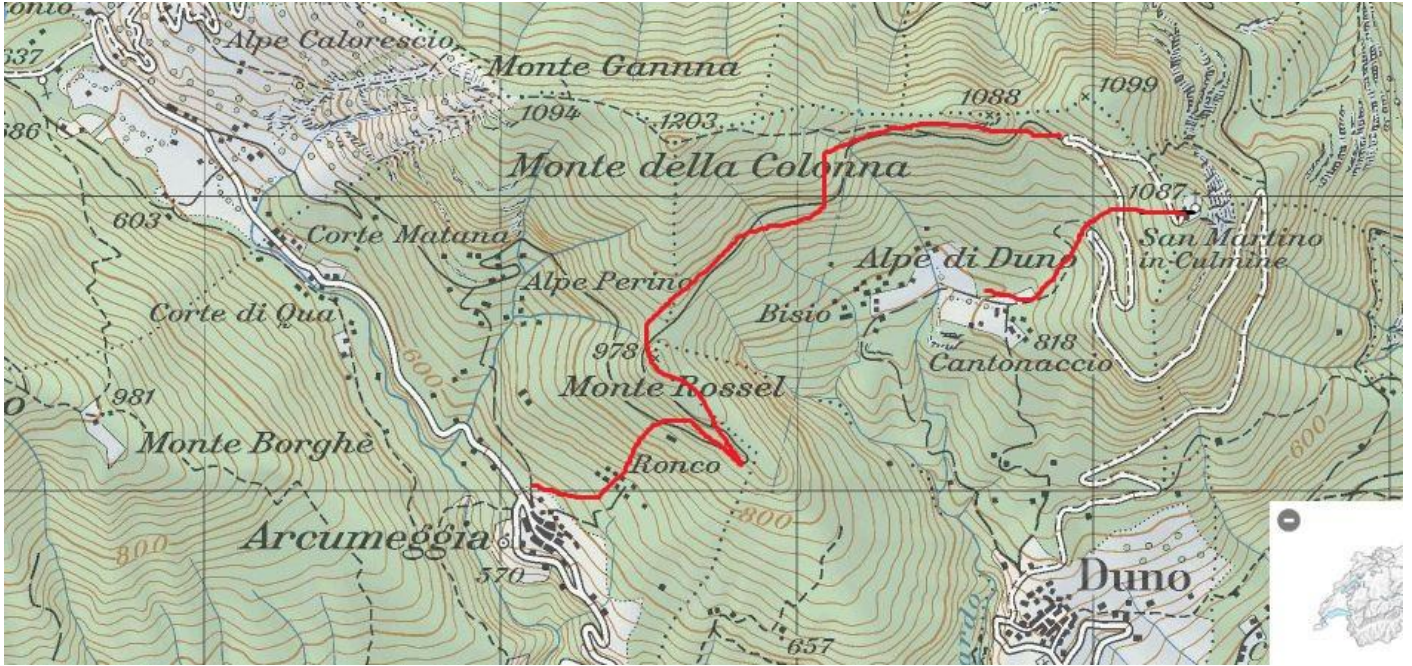 onio
637
Alpe Calorescio
Monte Gannna
1094
1203
1088
1099
Monte della Colonna
603
Corte Matana
Alpe Perino
1087
San Martino
in Culmine
Alpe di Duno
Bisio
Corte di Qua
600
978
818
Cantonaccio
Monte Rossel
981
Monte Borghè
Ronco
600
800
Arcumeggia
800
570
Duno
657